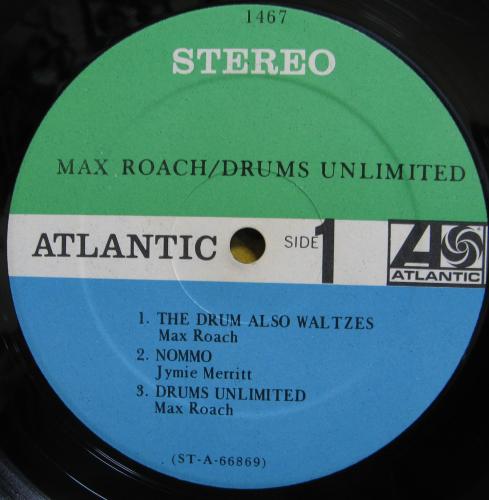 1467
STEREO
MAX ROACH/DRUMS UNLIMITED
ATLANTIC
SIDE 1
A
ATLANTIC
1. THE DRUM ALSO WALTZES
Max Roach
2. NOMMO
Jymie Merritt
3. DRUMS UNLIMITED
Max Roach
(ST-A-66869)